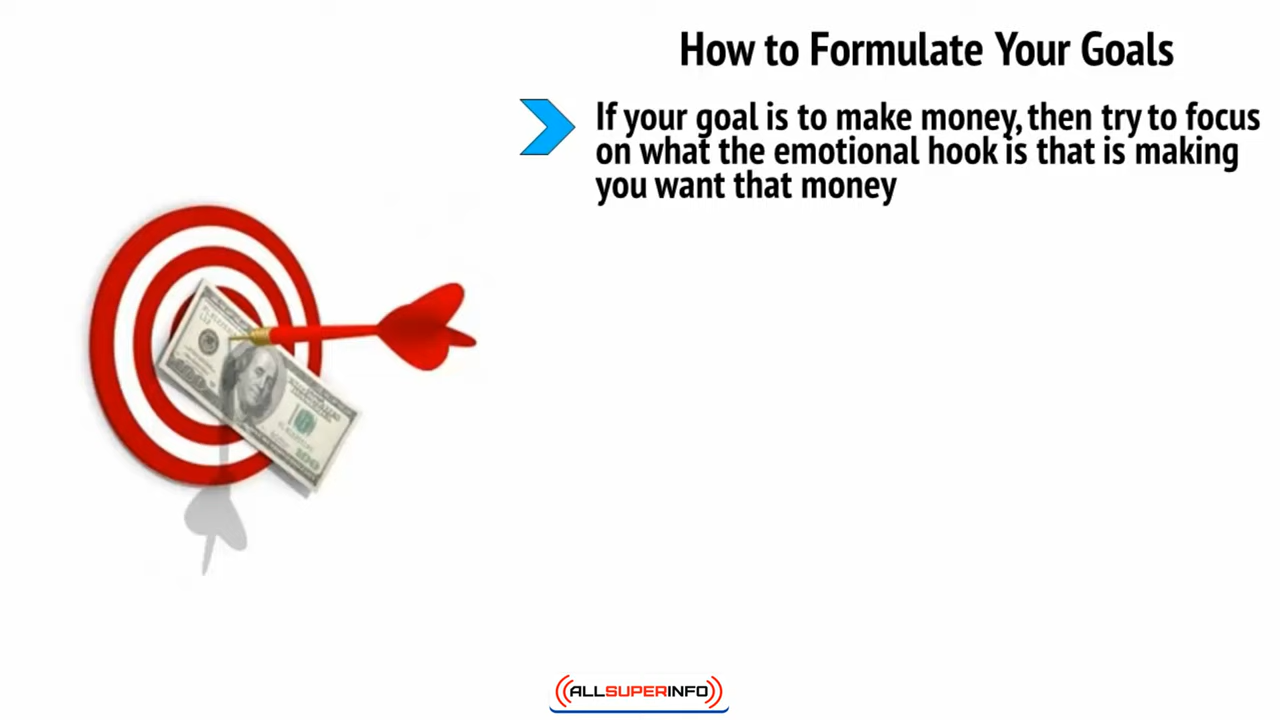 How to Formulate Your Goals
If your goal is to make money, then try to focus
on what the emotional hook is that is making
you want that money
100
ALLSUPERINFO